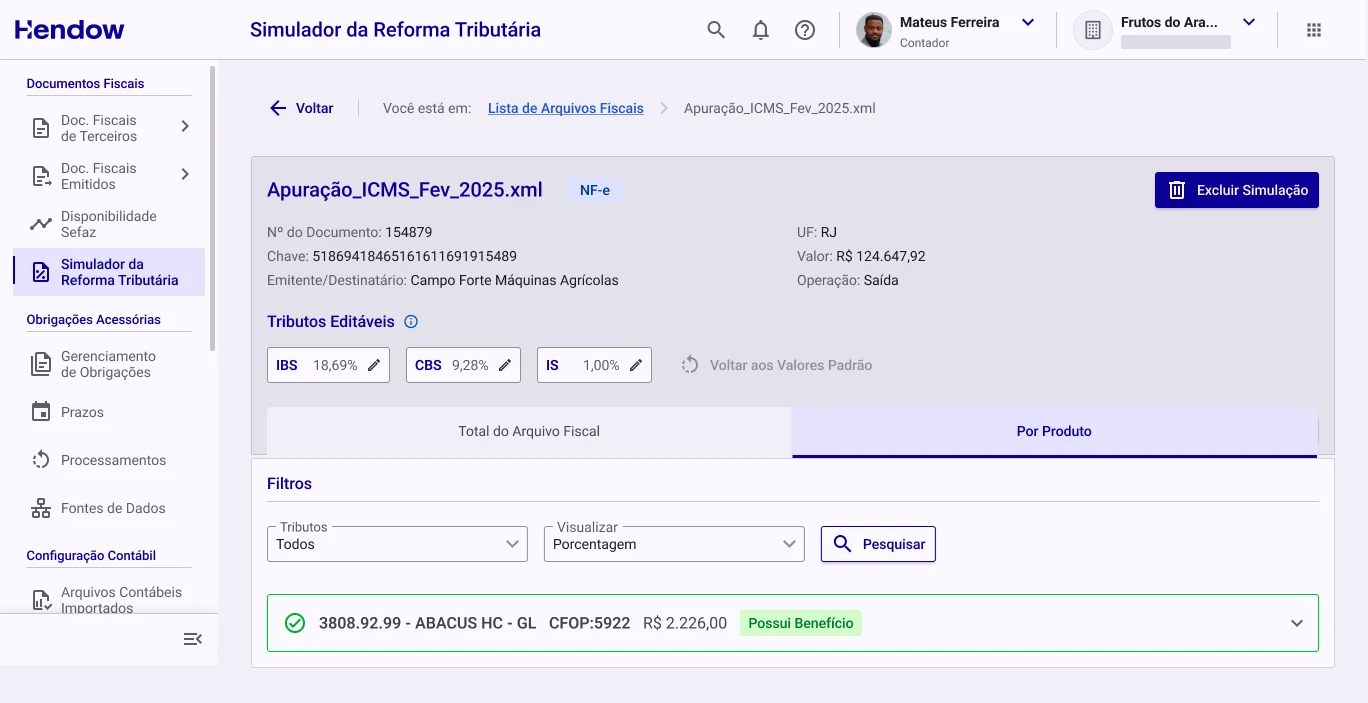 Hendow
Simulador da Reforma Tributária
Mateus Ferreira
Contador
Frutos do Ara...
Documentos Fiscais
Doc. Fiscais
de Terceiros
Doc. Fiscais
Emitidos
Disponibilidade
Sefaz
Simulador da
Reforma Tributária
Obrigações Acessórias
Gerenciamento
de Obrigações
Prazos
Processamentos
Fontes de Dados
Configuração Contábil
Arquivos Contábeis
Importados
Voltar
Você está em: Lista de Arquivos Fiscais > Apuração_ICMS_Fev_2025.xml
Apuração_ICMS_Fev_2025.xml NF-e
Excluir Simulação
Nº do Documento: 154879
UF: RJ
Chave: 51869418465161611691915489
Valor: R$ 124.647,92
Emitente/Destinatário: Campo Forte Máquinas Agrícolas
Operação: Saída
Tributos Editáveis
IBS 18,69%
CBS 9,28%
IS 1,00%
Voltar aos Valores Padrão
Total do Arquivo Fiscal
Por Produto
Filtros
Tributos
Todos
Visualizar
Porcentagem
Pesquisar
3808.92.99 - ABACUS HC - GL CFOP:5922 R$ 2.226,00 Possui Benefício